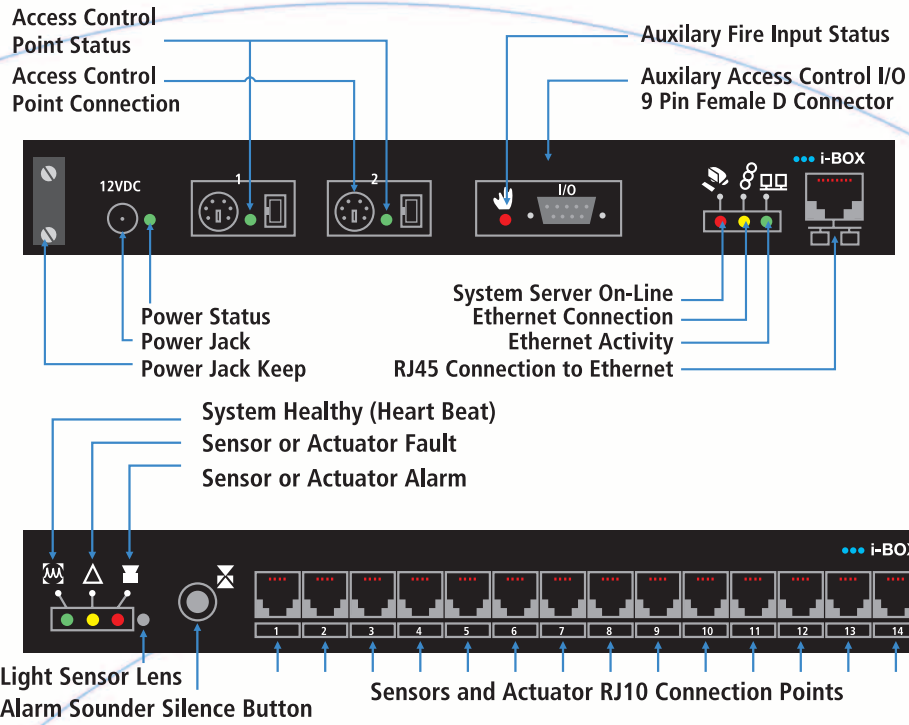 Access Control
Point Status
Access Control
Point Connection
Auxilary Fire Input Status
Auxilary Access Control I/O
9 Pin Female D Connector
i-BOX
12VDC
1
2
I/O
Power Status
Power Jack
Power Jack Keep
System Server On-Line
Ethernet Connection
Ethernet Activity
RJ45 Connection to Ethernet
System Healthy (Heart Beat)
Sensor or Actuator Fault
Sensor or Actuator Alarm
i-BOX
1 2 3 4 5 6 7 8 9 10 11 12 13 14
Light Sensor Lens
Alarm Sounder Silence Button
Sensors and Actuator RJ10 Connection Points